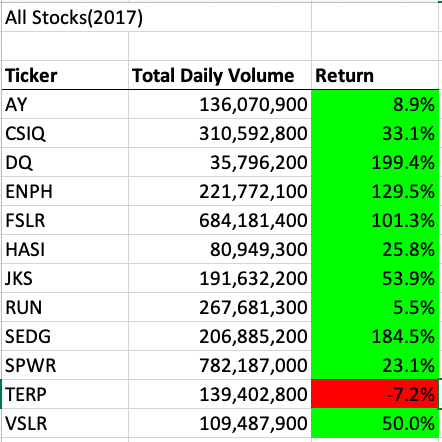 All Stocks(2017)
Ticker Total Daily Volume Return
AY 136,070,900 8.9%
CSIQ 310,592,800 33.1%
DQ 35,796,200 199.4%
ENPH 221,772,100 129.5%
FSLR 684,181,400 101.3%
HASI 80,949,300 25.8%
JKS 191,632,200 53.9%
RUN 267,681,300 5.5%
SEDG 206,885,200 184.5%
SPWR 782,187,000 23.1%
TERP 139,402,800 -7.2%
VSLR 109,487,900 50.0%